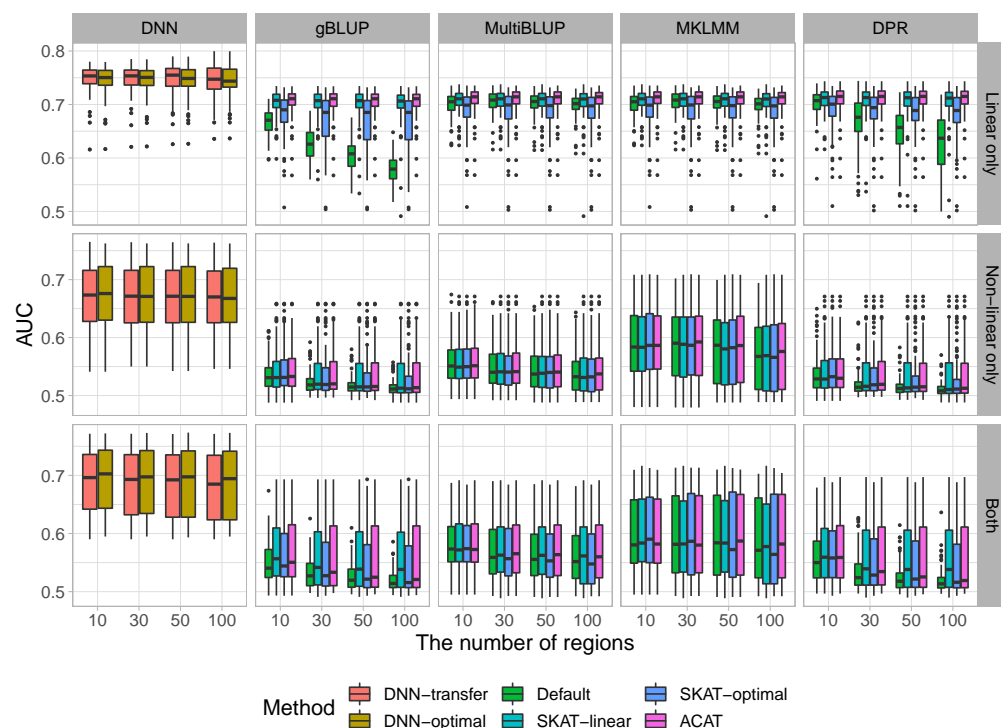 DNN gBLUP MultiBLUP MKLMM DPR
0.8
0.7
0.6
0.5
Linear only
0.7
0.6
0.5
Non−linear only
0.7
0.6
0.5
Both
AUC
10 30 50 100 10 30 50 100 10 30 50 100 10 30 50 100 10 30 50 100
The number of regions
Method
DNN−transfer Default SKAT−optimal
DNN−optimal SKAT−linear ACAT